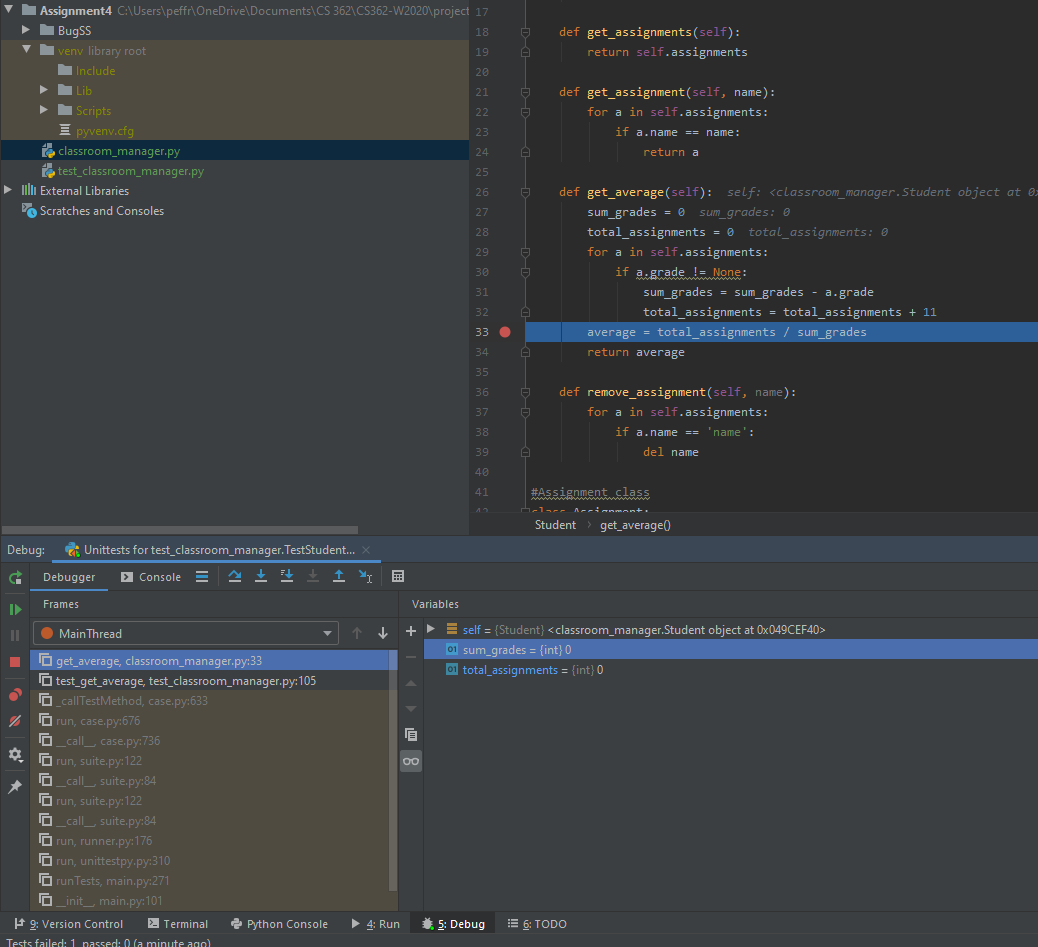 Assignment4 C:\Users\peffr\OneDrive\Documents\CS 362\CS362-W2020\project
BugSS
venv library root
Include
Lib
Scripts
pyvenv.cfg
classroom_manager.py
test_classroom_manager.py
External Libraries
Scratches and Consoles
17
18 def get_assignments(self):
19 return self.assignments
20
21 def get_assignment(self, name):
22 for a in self.assignments:
23 if a.name == name:
24 return a
25
26 def get_average(self): self: <classroom_manager.Student object at 0x
27 sum_grades = 0 sum_grades: 0
28 total_assignments = 0 total_assignments: 0
29 for a in self.assignments:
30 if a.grade != None:
31 sum_grades = sum_grades - a.grade
32 total_assignments = total_assignments + 11
33 average = total_assignments / sum_grades
34 return average
35
36 def remove_assignment(self, name):
37 for a in self.assignments:
38 if a.name == 'name':
39 del name
40
41 #Assignment class
42 class Assignment:
Student › get_average()
Debug: Unittests for test_classroom_manager.TestStudent... ×
Debugger Console
Frames
MainThread
get_average, classroom_manager.py:33
test_get_average, test_classroom_manager.py:105
_callTestMethod, case.py:633
run, case.py:676
__call__, case.py:736
run, suite.py:122
__call__, suite.py:84
run, suite.py:122
__call__, suite.py:84
run, runner.py:176
run, unittestpy.py:310
runTests, main.py:271
__init__, main.py:101
Variables
self = {Student} <classroom_manager.Student object at 0x049CEF40>
01 sum_grades = {int} 0
01 total_assignments = {int} 0
9: Version Control Terminal Python Console 4: Run 5: Debug 6: TODO
Tests failed: 1, passed: 0 (a minute ago)